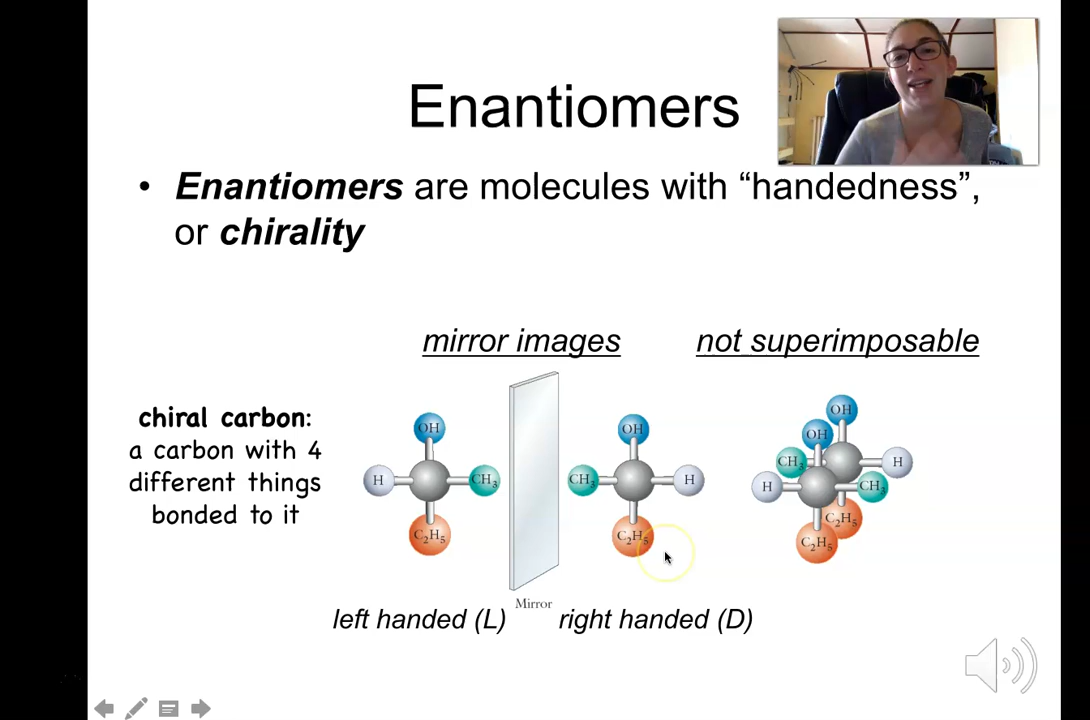 Enantiomers
• Enantiomers are molecules with “handedness”,
or chirality
mirror images
not superimposable
chiral carbon:
a carbon with 4
different things
bonded to it
OH
H
CH₃
C₂H₅
OH
CH₃
H
C₂H₅
OH
OH
CH₃
H
H
CH₃
C₂H₅
C₂H₅
Mirror
left handed (L)
right handed (D)